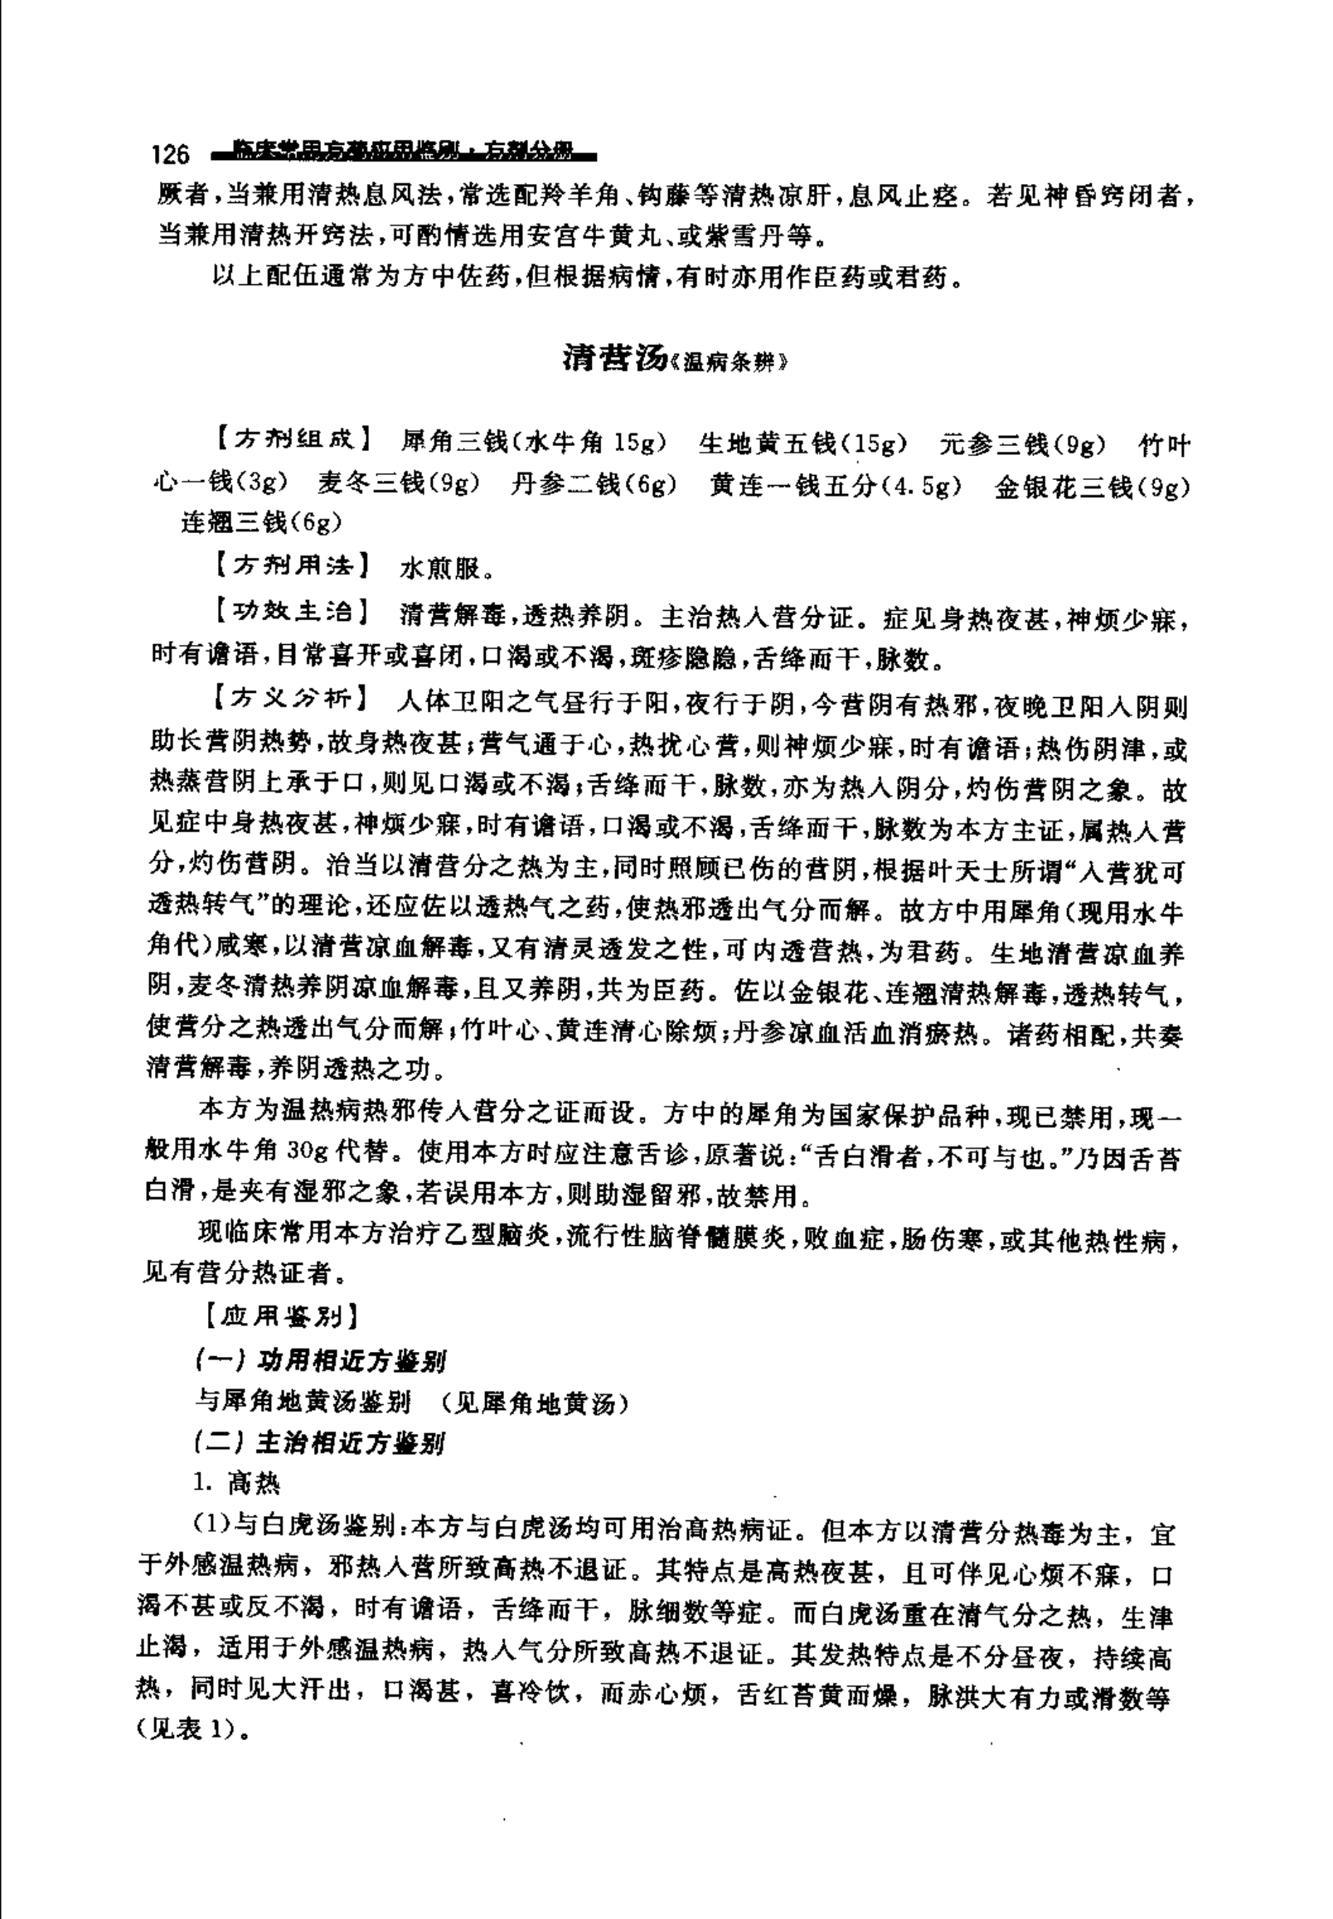 126 临床常用方药应用鉴别·方剂分册
厥者,当兼用清热息风法,常选配羚羊角、钩藤等清热凉肝,息风止痉。若见神昏窍闭者,
当兼用清热开窍法,可酌情选用安宫牛黄丸、或紫雪丹等。
以上配伍通常为方中佐药,但根据病情,有时亦用作臣药或君药。
清营汤《温病条辨》
【方剂组成】 犀角三钱(水牛角 15g) 生地黄五钱(15g) 元参三钱(9g) 竹叶
心一钱(3g) 麦冬三钱(9g) 丹参二钱(6g) 黄连一钱五分(4.5g) 金银花三钱(9g)
连翘三钱(6g)
【方剂用法】 水煎服。
【功效主治】 清营解毒,透热养阴。主治热入营分证。症见身热夜甚,神烦少寐,
时有谵语,目常喜开或喜闭,口渴或不渴,斑疹隐隐,舌绛而干,脉数。
【方义分析】 人体卫阳之气昼行于阳,夜行于阴,今营阴有热邪,夜晚卫阳入阴则
助长营阴热势,故身热夜甚;营气通于心,热扰心营,则神烦少寐,时有谵语;热伤阴津,或
热蒸营阴上承于口,则见口渴或不渴;舌绛而干,脉数,亦为热入阴分,灼伤营阴之象。故
见症中身热夜甚,神烦少寐,时有谵语,口渴或不渴,舌绛而干,脉数为本方主证,属热入营
分,灼伤营阴。治当以清营分之热为主,同时照顾已伤的营阴,根据叶天士所谓“入营犹可
透热转气”的理论,还应佐以透热气之药,使热邪透出气分而解。故方中用犀角(现用水牛
角代)咸寒,以清营凉血解毒,又有清灵透发之性,可内透营热,为君药。生地清营凉血养
阴,麦冬清热养阴凉血解毒,且又养阴,共为臣药。佐以金银花、连翘清热解毒,透热转气,
使营分之热透出气分而解;竹叶心、黄连清心除烦;丹参凉血活血消瘀热。诸药相配,共奏
清营解毒,养阴透热之功。
本方为温热病热邪传入营分之证而设。方中的犀角为国家保护品种,现已禁用,现一
般用水牛角 30g 代替。使用本方时应注意舌诊,原著说:“舌白滑者,不可与也。”乃因舌苔
白滑,是夹有湿邪之象,若误用本方,则助湿留邪,故禁用。
现临床常用本方治疗乙型脑炎,流行性脑脊髓膜炎,败血症,肠伤寒,或其他热性病,
见有营分热证者。
【应用鉴别】
(一) 功用相近方鉴别
与犀角地黄汤鉴别 (见犀角地黄汤)
(二) 主治相近方鉴别
1. 高热
(1)与白虎汤鉴别:本方与白虎汤均可用治高热病证。但本方以清营分热毒为主,宜
于外感温热病,邪热入营所致高热不退证。其特点是高热夜甚,且可伴见心烦不寐,口
渴不甚或反不渴,时有谵语,舌绛而干,脉细数等症。而白虎汤重在清气分之热,生津
止渴,适用于外感温热病,热入气分所致高热不退证。其发热特点是不分昼夜,持续高
热,同时见大汗出,口渴甚,喜冷饮,面赤心烦,舌红苔黄而燥,脉洪大有力或滑数等
(见表 1)。